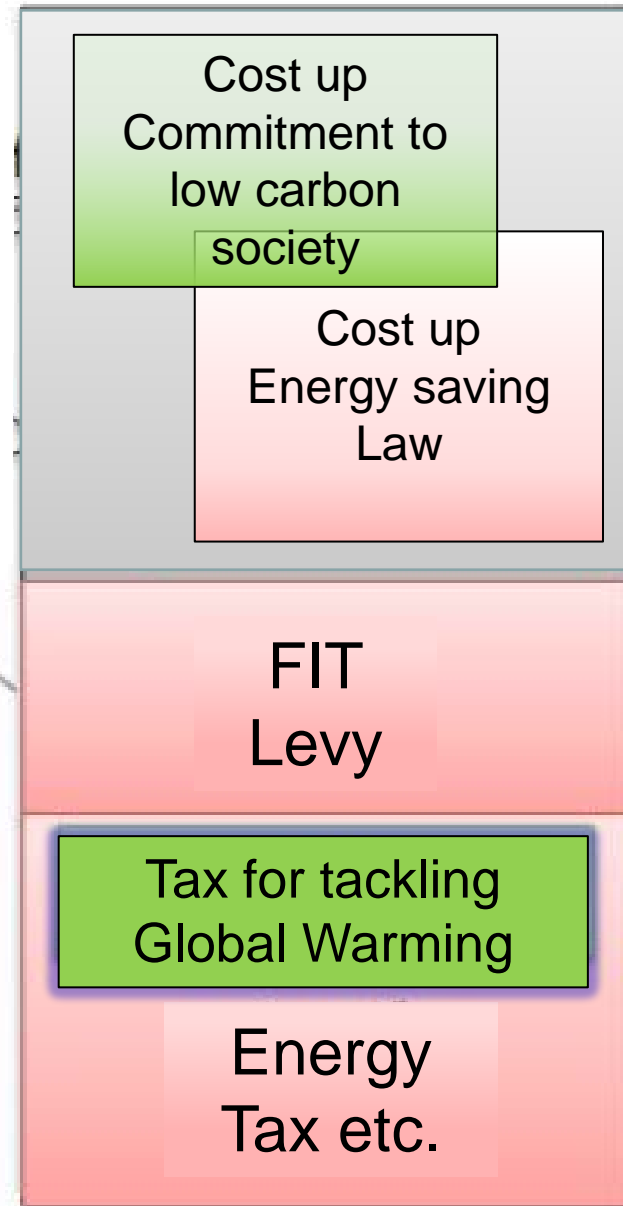 Cost up
Commitment to
low carbon
society
Cost up
Energy saving
Law
FIT
Levy
Tax for tackling
Global Warming
Energy
Tax etc.